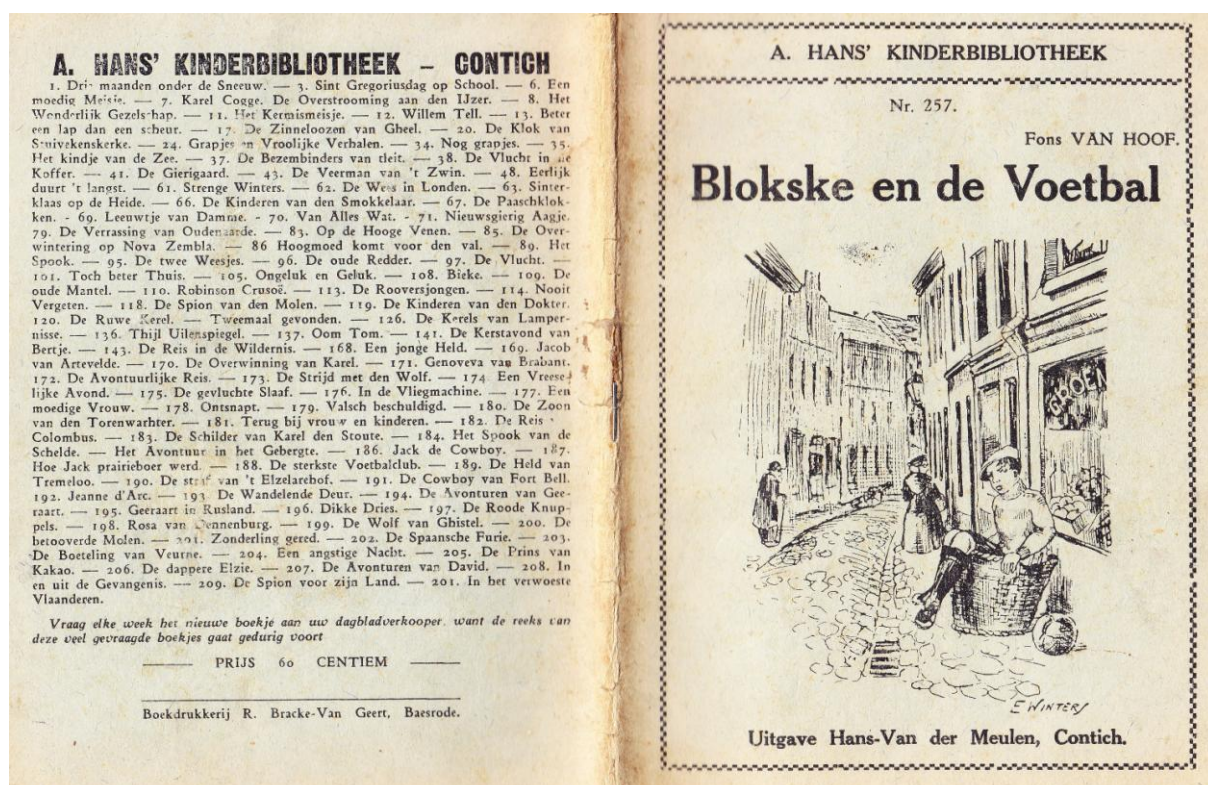 A. HANS' KINDERBIBLIOTHEEK – CONTICH
1. Drie maanden onder de Sneeuw. — 3. Sint Gregoriusdag op School. — 6. Een
moedig Meisje. — 7. Karel Cogge. De Overstrooming aan den IJzer. — 8. Het
Wonderlijk Gezelschap. — 11. Het Kermismeisje. — 12. Willem Tell. — 13. Beter
een lap dan een scheur. — 17. De Zinneloozen van Gheel. — 20. De Klok van
Stuivekenskerke. — 24. Grapjes en Vroolijke Verhalen. — 34. Nog grapjes. — 35.
Het kindje van de Zee. — 37. De Bezembinders van tleit. — 38. De Vlucht in de
Koffer. — 41. De Gierigaard. — 43. De Veerman van 't Zwin. — 48. Eerlijk
duurt 't langst. — 61. Strenge Winters. — 62. De Wees in Londen. — 63. Sinter-
klaas op de Heide. — 66. De Kinderen van den Smokkelaar. — 67. De Paaschklok-
ken. - 69. Leeuwtje van Damme. - 70. Van Alles Wat. - 71. Nieuwsgierig Aagje.
79. De Verrassing van Oudenaarde. — 83. Op de Hooge Venen. — 85. De Over-
wintering op Nova Zembla. — 86 Hoogmoed komt voor den val. — 89. Het
Spook. — 95. De twee Weesjes. — 96. De oude Redder. — 97. De Vlucht. —
101. Toch beter Thuis. — 105. Ongeluk en Geluk. — 108. Bieke. — 109. De
oude Mantel. — 110. Robinson Crusoë. — 113. De Rooversjongen. — 114. Nooit
Vergeten. — 118. De Spion van den Molen. — 119. De Kinderen van den Dokter.
120. De Ruwe Kerel. — Tweemaal gevonden. — 126. De Kerels van Lamper-
nisse. — 136. Thijl Uilenspiegel. — 137. Oom Tom. — 141. De Kerstavond van
Bertje. — 143. De Reis in de Wildernis. — 168. Een jonge Held. — 169. Jacob
van Artevelde. — 170. De Overwinning van Karel. — 171. Genoveva van Brabant.
172. De Avontuurlijke Reis. — 173. De Strijd met den Wolf. — 174 Een Vreese-
lijke Avond. — 175. De gevluchte Slaaf. — 176. In de Vliegmachine. — 177. Een
moedige Vrouw. — 178. Ontsnapt. — 179. Valsch beschuldigd. — 180. De Zoon
van den Torenwarhter. — 181. Terug bij vrouw en kinderen. — 182. De Reis
Colombus. — 183. De Schilder van Karel den Stoute. — 184. Het Spook van de
Schelde. — Het Avontuur in het Gebergte. — 186. Jack de Cowboy. — 187.
Hoe Jack prairieboer werd. — 188. De sterkste Voetbalclub. — 189. De Held van
Tremeloo. — 190. De straf van 't Elzelarehof. — 191. De Cowboy van Fort Bell.
192. Jeanne d'Arc. — 193 De Wandelende Deur. — 194. De Avonturen van Gee-
raart. — 195. Geeraart in Rusland. — 196. Dikke Dries. — 197. De Roode Knup-
pels. — 198. Rosa van Dennenburg. — 199. De Wolf van Ghistel. — 200. De
betooverde Molen. — 201. Zonderling gered. — 202. De Spaansche Furie. — 203.
De Boeteling van Veurne. — 204. Een angstige Nacht. — 205. De Prins van
Kakao. — 206. De dappere Elzie. — 207. De Avonturen van David. — 208. In
en uit de Gevangenis. — 209. De Spion voor zijn Land. — 201. In het verwoeste
Vlaanderen.
Vraag elke week het nieuwe boekje aan uw dagbladverkooper, want de reeks van
deze veel gevraagde boekjes gaat gedurig voort
PRIJS 60 CENTIEM
Boekdrukkerij R. Bracke-Van Geert, Baesrode.
A. HANS' KINDERBIBLIOTHEEK
Nr. 257.
Fons VAN HOOF.
Blokske en de Voetbal
GROEN
E WINTERS
Uitgave Hans-Van der Meulen, Contich.